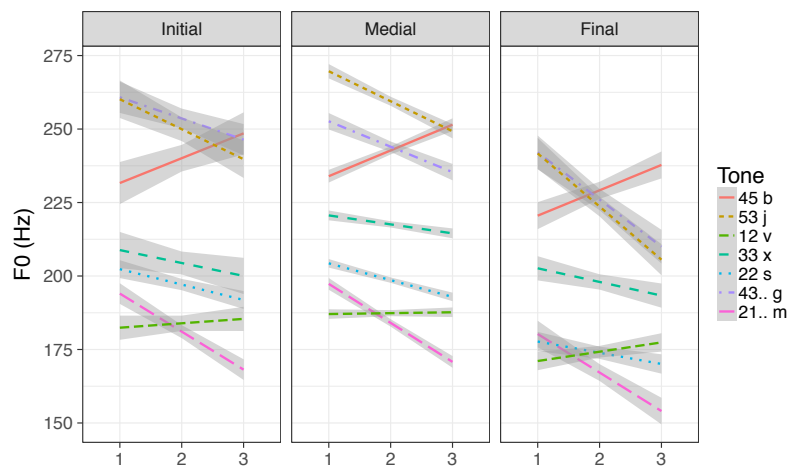 Initial
Medial
Final
F0 (Hz)
275
250
225
200
175
150
1 2 3
1 2 3
1 2 3
Tone
45 b
53 j
12 v
33 x
22 s
43.. g
21.. m